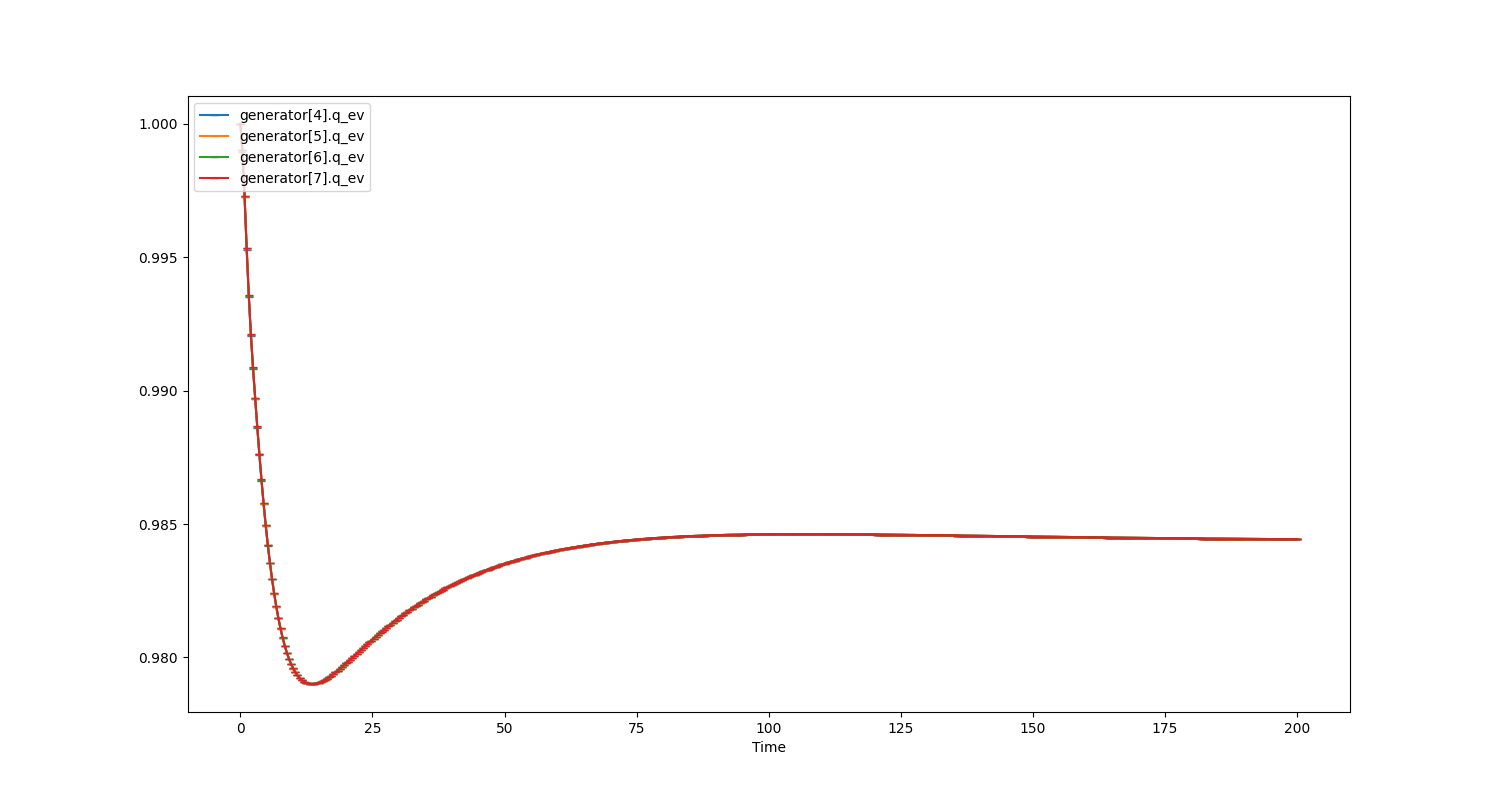 generator[4].q_ev
generator[5].q_ev
generator[6].q_ev
generator[7].q_ev
1.000
0.995
0.990
0.985
0.980
0 25 50 75 100 125 150 175 200
Time